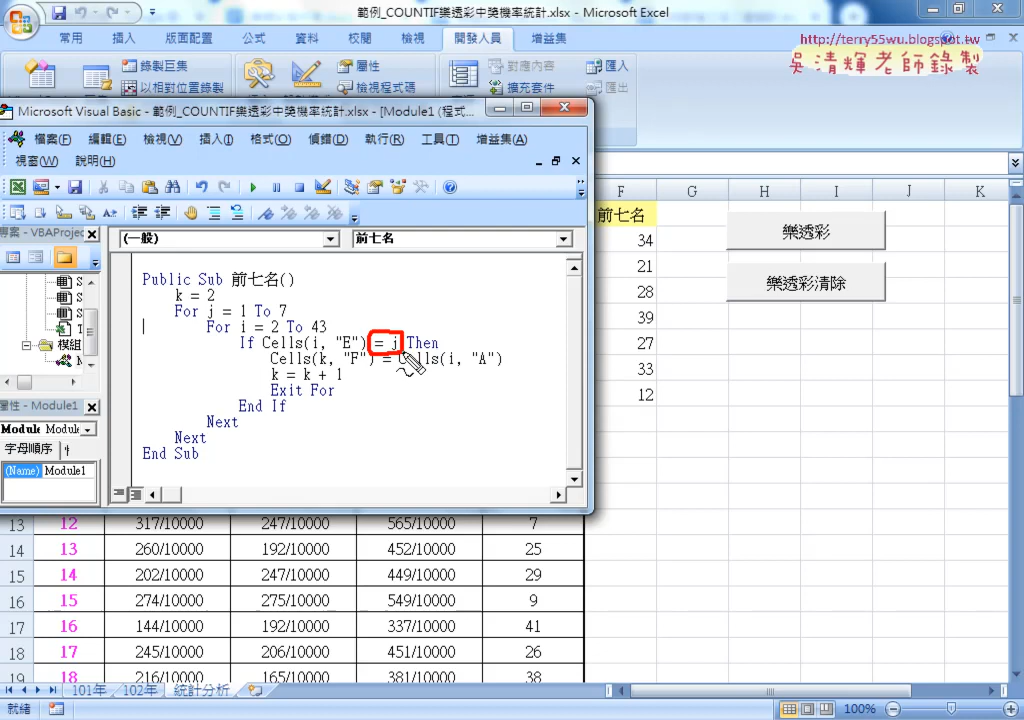 範例_COUNTIF樂透彩中獎機率統計.xlsx - Microsoft Excel
常用 插入 版面配置 公式 資料 校閱 檢視 開發人員 增益集
http://terry55wu.blogspot.tw
吳清輝老師錄製
錄製巨集 屬性 對應內容 匯入
以相對位置錄製 檢視程式碼 擴充套件 匯出
Microsoft Visual Basic - 範例_COUNTIF樂透彩中獎機率統計.xlsx - [Module1 (程式...
檔案(F) 編輯(E) 檢視(V) 插入(I) 格式(O) 偵錯(D) 執行(R) 工具(T) 增益集(A)
視窗(W) 說明(H)
專案 - VBAProjec
(一般) 前七名
模組
屬性 - Module1
Module Module
字母順序
(Name) Module1
Public Sub 前七名()
k = 2
For j = 1 To 7
For i = 2 To 43
If Cells(i, "E") = j Then
Cells(k, "F") = Cells(i, "A")
k = k + 1
Exit For
End If
Next
Next
End Sub
F G H I J K
前七名
34
21
28
39
27
33
12
樂透彩
樂透彩清除
13 12 317/10000 247/10000 565/10000 7
14 13 260/10000 192/10000 452/10000 25
15 14 202/10000 247/10000 449/10000 29
16 15 274/10000 275/10000 549/10000 9
17 16 144/10000 192/10000 337/10000 41
18 17 245/10000 206/10000 451/10000 26
19 18 216/10000 165/10000 381/10000 38
101年 102年 統計分析
就緒 100%